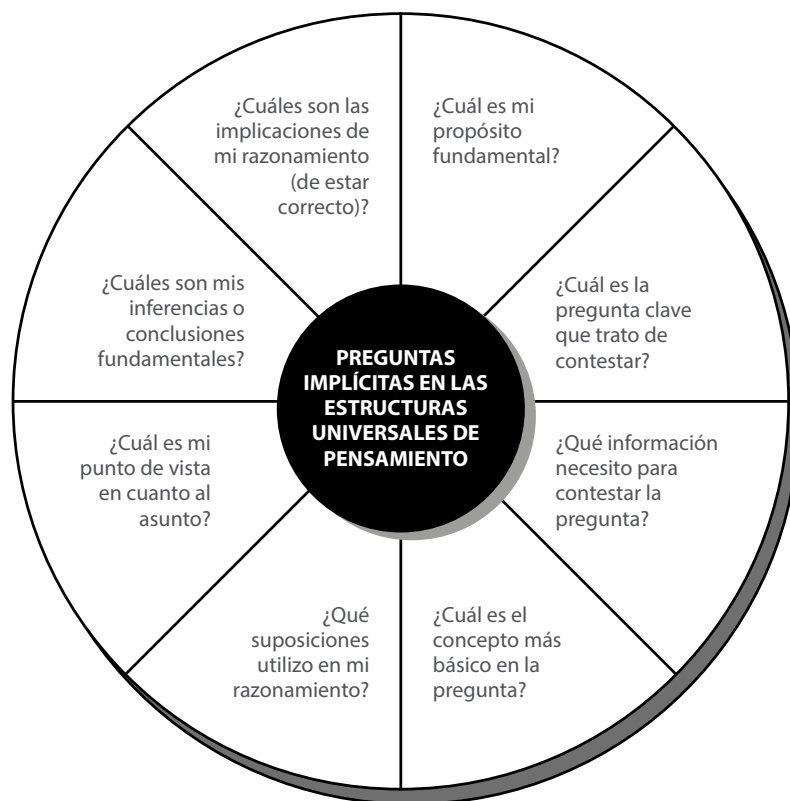 ¿Cuáles son las
implicaciones de
mi razonamiento
(de estar
correcto)?
¿Cuál es mi
propósito
fundamental?
¿Cuáles son mis
inferencias o
conclusiones
fundamentales?
¿Cuál es la
pregunta clave
que trato de
contestar?
PREGUNTAS
IMPLÍCITAS EN LAS
ESTRUCTURAS
UNIVERSALES DE
PENSAMIENTO
¿Cuál es mi
punto de vista
en cuanto al
asunto?
¿Qué información
necesito para
contestar la
pregunta?
¿Qué
suposiciones
utilizo en mi
razonamiento?
¿Cuál es el
concepto más
básico en la
pregunta?